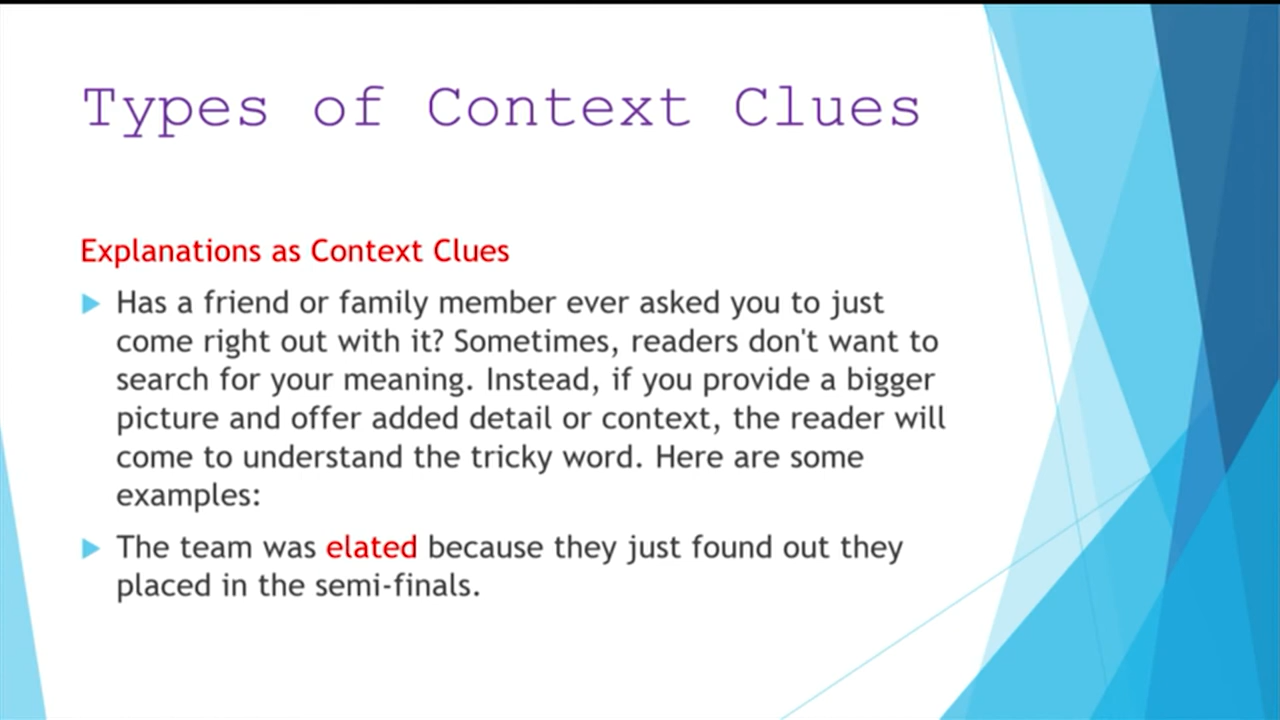 Types of Context Clues
Explanations as Context Clues
Has a friend or family member ever asked you to just
come right out with it? Sometimes, readers don't want to
search for your meaning. Instead, if you provide a bigger
picture and offer added detail or context, the reader will
come to understand the tricky word. Here are some
examples:
The team was elated because they just found out they
placed in the semi-finals.